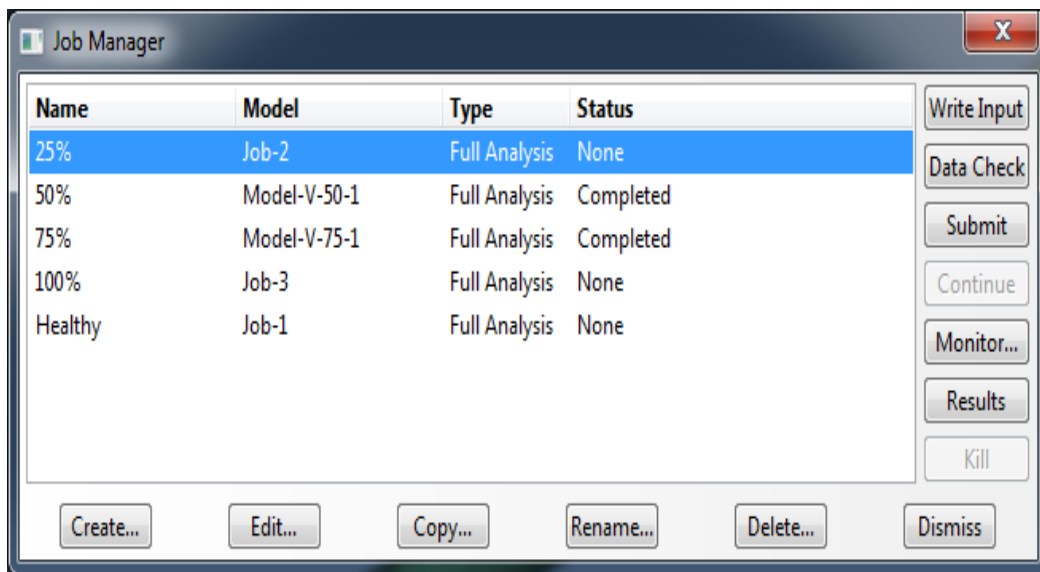 Job Manager
X
Name Model Type Status
25% Job-2 Full Analysis None
50% Model-V-50-1 Full Analysis Completed
75% Model-V-75-1 Full Analysis Completed
100% Job-3 Full Analysis None
Healthy Job-1 Full Analysis None
Write Input
Data Check
Submit
Continue
Monitor...
Results
Kill
Create... Edit... Copy... Rename... Delete... Dismiss